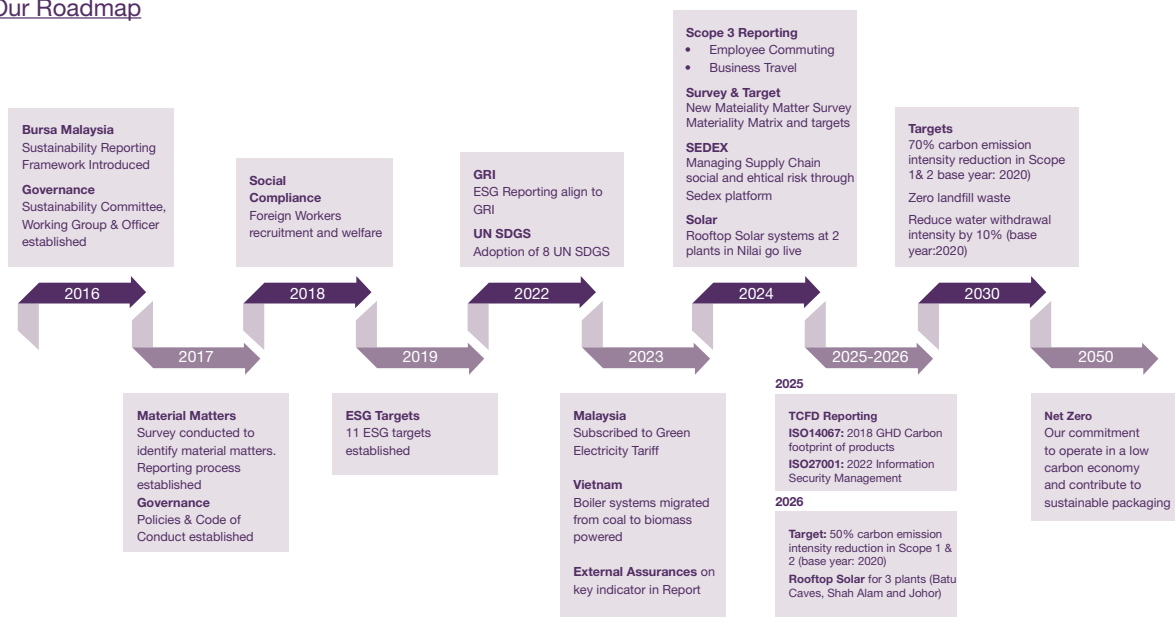 Our Roadmap
Bursa Malaysia
Sustainability Reporting
Framework Introduced
Governance
Sustainability Committee,
Working Group & Officer
established
2016
2017
Material Matters
Survey conducted to
identify material matters.
Reporting process
established
Governance
Policies & Code of
Conduct established
Social
Compliance
Foreign Workers
recruitment and welfare
2018
2019
ESG Targets
11 ESG targets
established
GRI
ESG Reporting align to
GRI
UN SDGS
Adoption of 8 UN SDGS
2022
2023
Malaysia
Subscribed to Green
Electricity Tariff
Vietnam
Boiler systems migrated
from coal to biomass
powered
External Assurances on
key indicator in Report
Scope 3 Reporting
• Employee Commuting
• Business Travel
Survey & Target
New Mateiality Matter Survey
Materiality Matrix and targets
SEDEX
Managing Supply Chain
social and ehtical risk through
Sedex platform
Solar
Rooftop Solar systems at 2
plants in Nilai go live
2024
2025-2026
2025
TCFD Reporting
ISO14067: 2018 GHD Carbon
footprint of products
ISO27001: 2022 Information
Security Management
2026
Target: 50% carbon emission
intensity reduction in Scope 1 &
2 (base year: 2020)
Rooftop Solar for 3 plants (Batu
Caves, Shah Alam and Johor)
Targets
70% carbon emission
intensity reduction in Scope
1& 2 base year: 2020)
Zero landfill waste
Reduce water withdrawal
intensity by 10% (base
year:2020)
2030
2050
Net Zero
Our commitment
to operate in a low
carbon economy
and contribute to
sustainable packaging